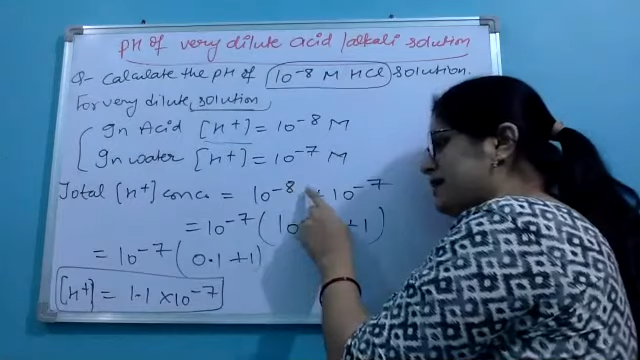 PH of very dilute acid / alkali solution
Q- Calculate the PH of 10⁻⁸ M HCl solution.
For very dilute solution
In Acid [H+] = 10⁻⁸ M
In water [H+] = 10⁻⁷ M
Total [H+] conc. = 10⁻⁸ + 10⁻⁷
= 10⁻⁷ ( 10 + 1 )
= 10⁻⁷ ( 0.1 + 1)
[H+] = 1.1 × 10⁻⁷